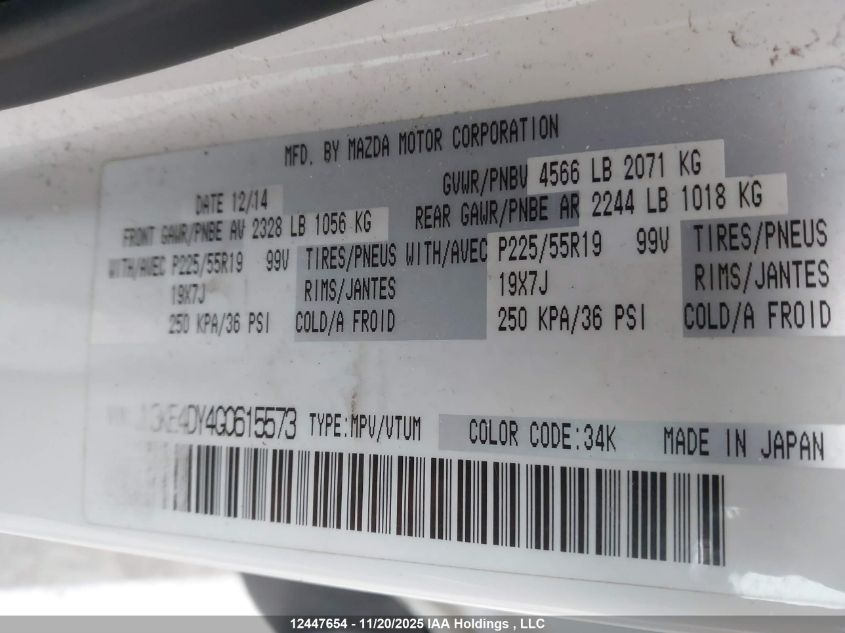 MFD. BY MAZDA MOTOR CORPORATION
DATE 12/14 GVWR/PNBV 4566 LB 2071 KG
FRONT GAWR/PNBE AV 2328 LB 1056 KG REAR GAWR/PNBE AR 2244 LB 1018 KG
WITH/AVEC P225/55R19 99V TIRES/PNEUS WITH/AVEC P225/55R19 99V TIRES/PNEUS
19X7J RIMS/JANTES 19X7J RIMS/JANTES
250 KPA/36 PSI COLD/A FROID 250 KPA/36 PSI COLD/A FROID
TYPE:MPV/VTUM COLOR CODE:34K MADE IN JAPAN
12447654 - 11/20/2025 IAA Holdings , LLC